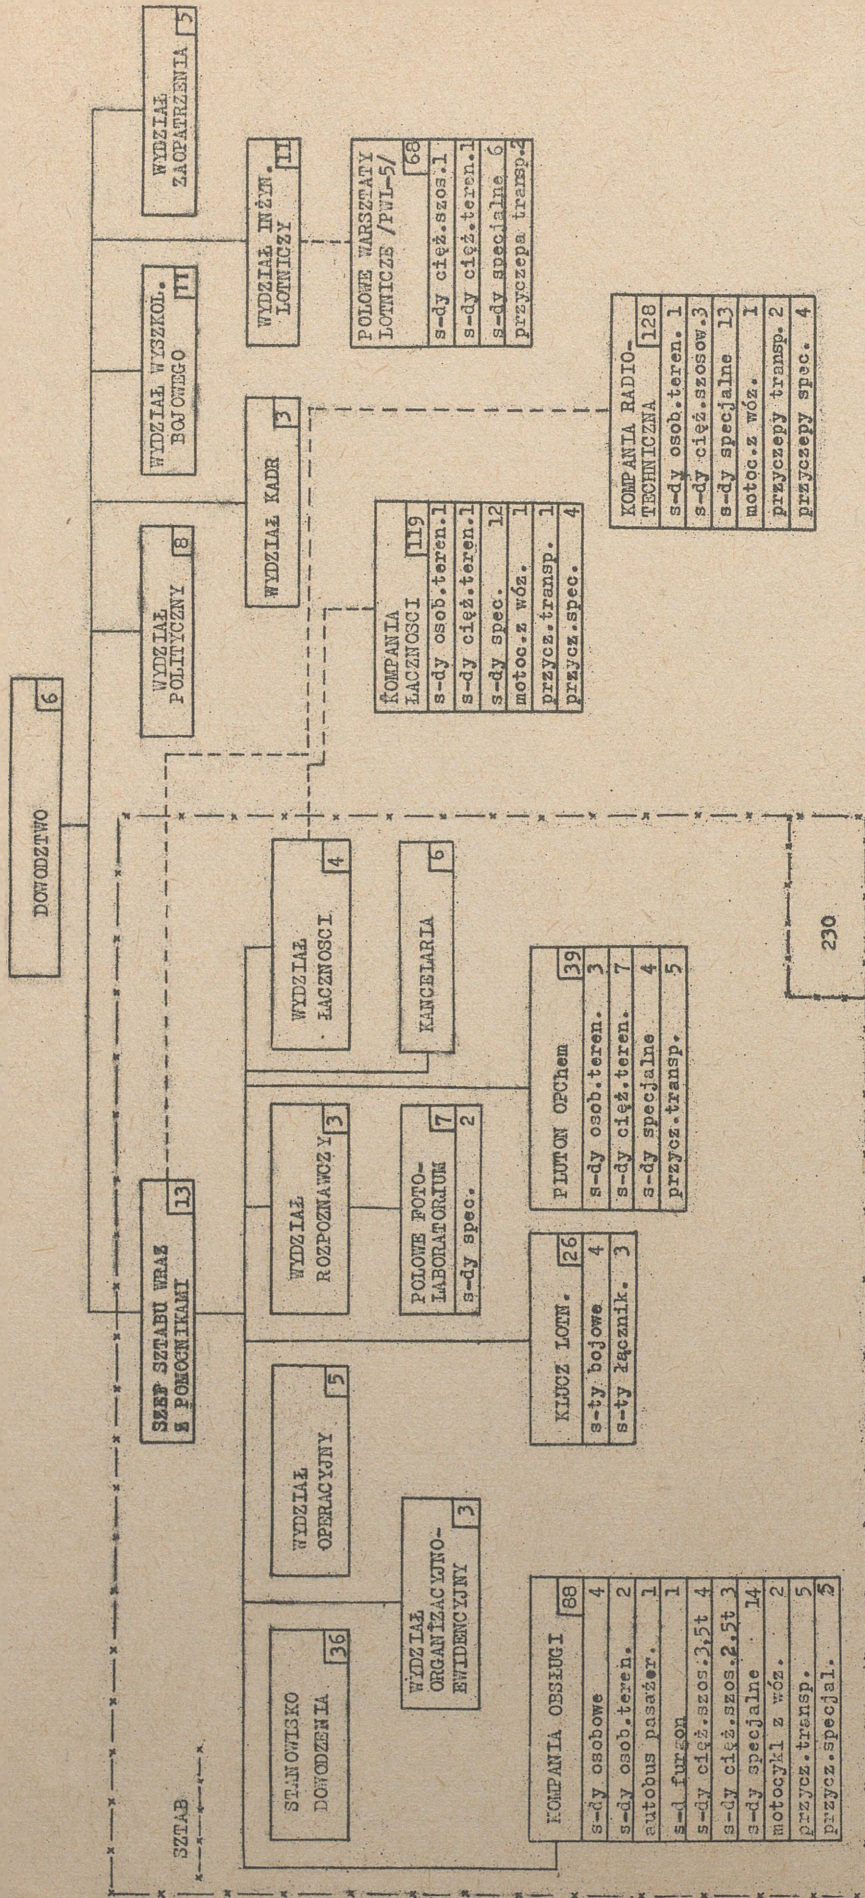 DOWODZTWO 6
SZEF SZTABU WRAZ 13
Z POMOCNIKAMI
WYDZIAŁ
POLITYCZNY 8
WYDZIAŁ WYSZKOL.
BOJOWEGO 11
WYDZIAŁ
ZAOPATRZENIA 5
WYDZIAŁ KADR 3
WYDZIAŁ INŻYN.
LOTNICZY 11
POLOWE WARSZTATY
LOTNICZE /PWL-5/ 68
s-dy cięż.szos.1
s-dy cięż.teren.1
s-dy specjalne 6
przyczepa transp.2
KOMPANIA
ŁACZNOSCI 119
s-dy osob.teren.1
s-dy cięż.teren.1
s-dy spec. 12
motoc.z wóz. 1
przycz.transp. 1
przycz.spec. 4
KOMPANIA RADIO-
TECHNICZNA 128
s-dy osob.teren. 1
s-dy cięż.szosow.3
s-dy specjalne 13
motoc.z wóz. 1
przyczepy transp. 2
przyczepy spec. 4
SZTAB
STANOWISKO
DOWODZENIA 36
WYDZIAŁ
OPERACYJNY 5
WYDZIAŁ
ROZPOZNAWCZY 3
WYDZIAŁ
ŁACZNOSCI 4
WYDZIAŁ
ORGANIZACYJNO-
EWIDENCYJNY 3
POLOWE FOTO-
LABORATORIUM 7
s-dy spec. 2
KANCELARIA 6
KOMPANIA OBSŁUGI 88
s-dy osobowe 4
s-dy osob.teren. 2
autobus pasażer. 1
s-d furgon 1
s-dy cięż.szos.3,5t 4
s-dy cięż.szos.2,5t 3
s-dy specjalne 14
motocykl z wóz. 2
przycz.transp. 5
przycz.specjal. 5
KLUCZ LOTN. 26
s-ty bojowe 4
s-ty łącznik. 3
PLUTON OPChem 39
s-dy osob.teren. 3
s-dy cięż.teren. 7
s-dy specjalne 4
przycz.transp. 5
230